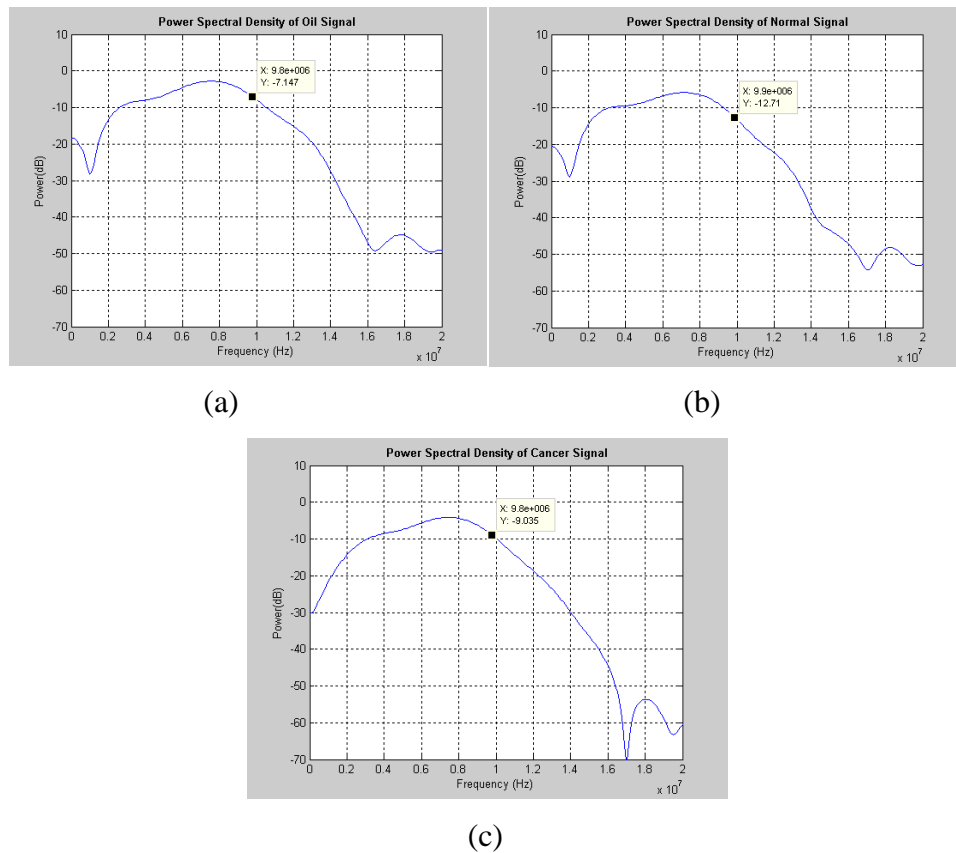 Power Spectral Density of Oil Signal
10
0
-10
-20
-30
-40
-50
-60
-70
Power(dB)
X: 9.8e+006
Y: -7.147
0 0.2 0.4 0.6 0.8 1 1.2 1.4 1.6 1.8 2
Frequency (Hz)
x 10^7
(a)
Power Spectral Density of Normal Signal
10
0
-10
-20
-30
-40
-50
-60
-70
Power(dB)
X: 9.9e+006
Y: -12.71
0 0.2 0.4 0.6 0.8 1 1.2 1.4 1.6 1.8 2
Frequency (Hz)
x 10^7
(b)
Power Spectral Density of Cancer Signal
10
0
-10
-20
-30
-40
-50
-60
-70
Power(dB)
X: 9.8e+006
Y: -9.035
0 0.2 0.4 0.6 0.8 1 1.2 1.4 1.6 1.8 2
Frequency (Hz)
x 10^7
(c)